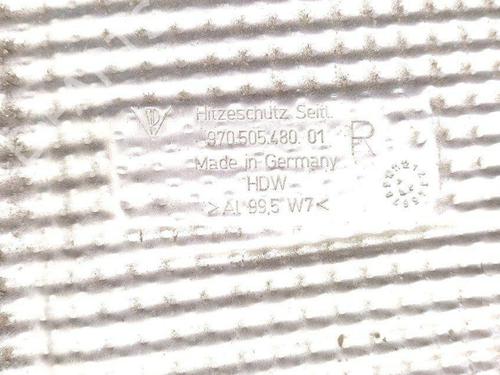 Hitzeschutz Seitl.
970.505.480.01 R
Made in Germany
HDW
>Al 99,5 W7<